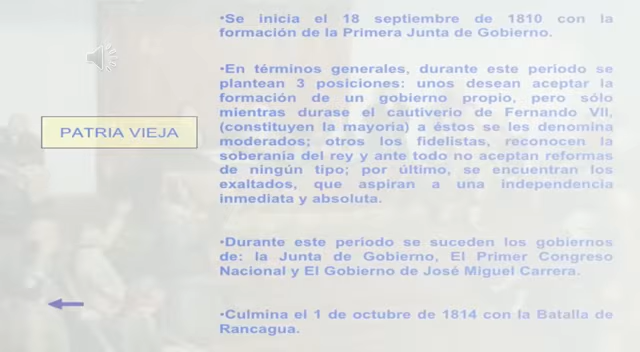 •Se inicia el 18 septiembre de 1810 con la
formación de la Primera Junta de Gobierno.
•En términos generales, durante este periodo se
plantean 3 posiciones: unos desean aceptar la
formación de un gobierno propio, pero sólo
mientras durase el cautiverio de Fernando VII,
(constituyen la mayoría) a éstos se les denomina
moderados; otros los fidelistas, reconocen la
soberanía del rey y ante todo no aceptan reformas
de ningún tipo; por último, se encuentran los
exaltados, que aspiran a una independencia
inmediata y absoluta.
PATRIA VIEJA
•Durante este periodo se suceden los gobiernos
de: la Junta de Gobierno, El Primer Congreso
Nacional y El Gobierno de José Miguel Carrera.
•Culmina el 1 de octubre de 1814 con la Batalla de
Rancagua.